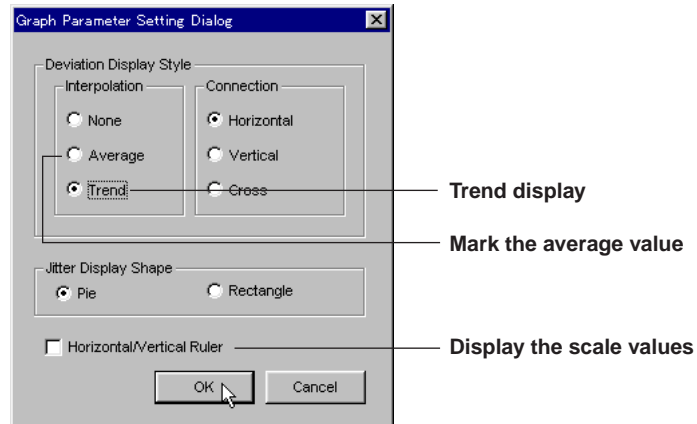 Graph Parameter Setting Dialog
Deviation Display Style
Interpolation
Connection
None
Horizontal
Average
Vertical
Trend
Cross
Trend display
Mark the average value
Jitter Display Shape
Pie
Rectangle
Horizontal/Vertical Ruler
Display the scale values
OK
Cancel